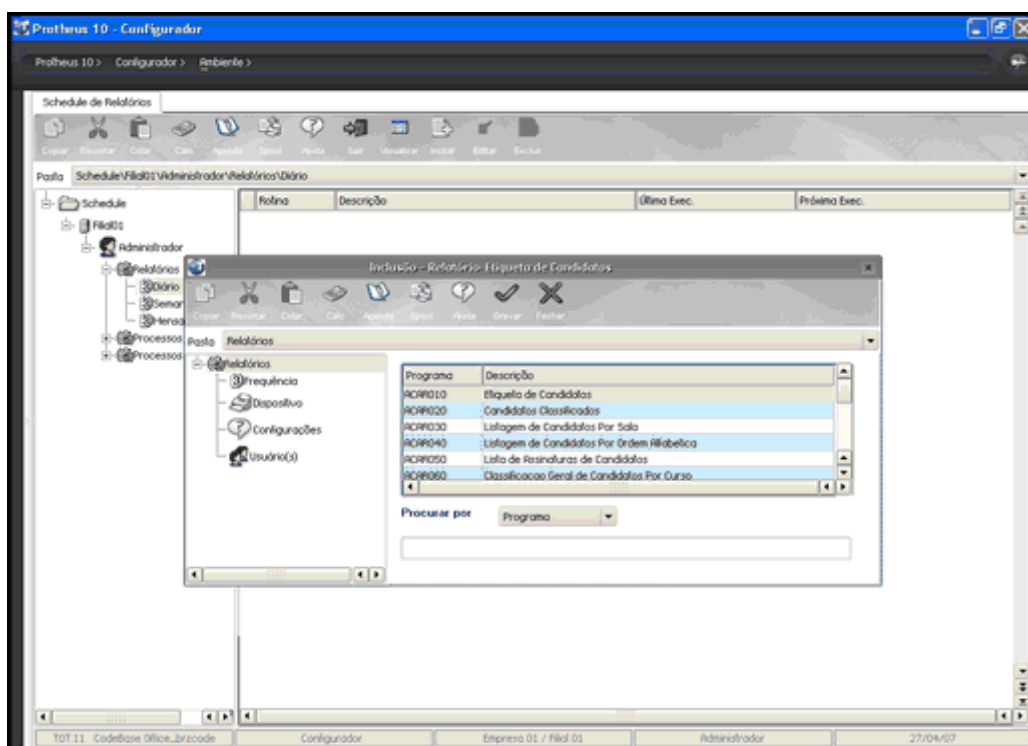 Protheus 10 - Configurador
Protheus 10 > Configurador > Ambiente >
Schedule de Relatórios
Copiar Recortar Colar Calc Agenda Spool Ajuda Sair Visualizar Incluir Editar Excluir
Pasta Schedule\Filial01\Administrador\Relatórios\Diário
Schedule
Rotina Descrição Última Exec. Próxima Exec.
Filial01
Administrador
Relatórios
Diário
Seman
Mensa
Processos
Processos
Inclusão - Relatório: Etiqueta de Candidatos
Copiar Recortar Colar Calc Agenda Spool Ajuda Gravar Fechar
Pasta Relatórios
Relatórios
Frequência
Dispositivo
Configurações
Usuário(s)
Programa Descrição
ACAR010 Etiqueta de Candidatos
ACAR020 Candidatos Classificados
ACAR030 Listagem de Candidatos Por Sala
ACAR040 Listagem de Candidatos Por Ordem Alfabetica
ACAR050 Lista de Assinaturas de Candidatos
ACAR060 Classificacao Geral de Candidatos Por Curso
Procurar por Programa
TOT.11 CodeBase Office_brzcode Configurador Empresa 01 / Filial 01 Administrador 27/04/07